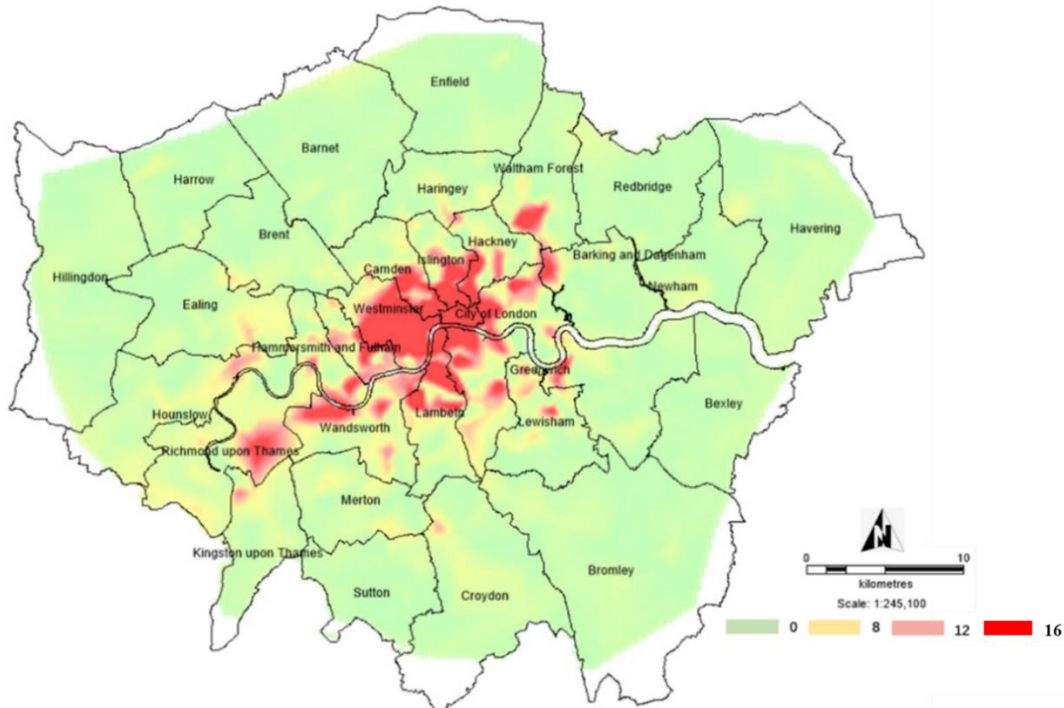 Enfield
Barnet
Waltham Forest
Harrow
Haringey
Redbridge
Havering
Brent
Hackney
Islington
Barking and Dagenham
Camden
Hillingdon
Newham
Ealing
Westminster
City of London
Hammersmith and Fulham
Greenwich
Bexley
Hounslow
Lambeth
Wandsworth
Lewisham
Richmond upon Thames
Merton
Kingston upon Thames
Bromley
Sutton
Croydon
N
0 10
kilometres
Scale: 1:245,100
0 8 12 16